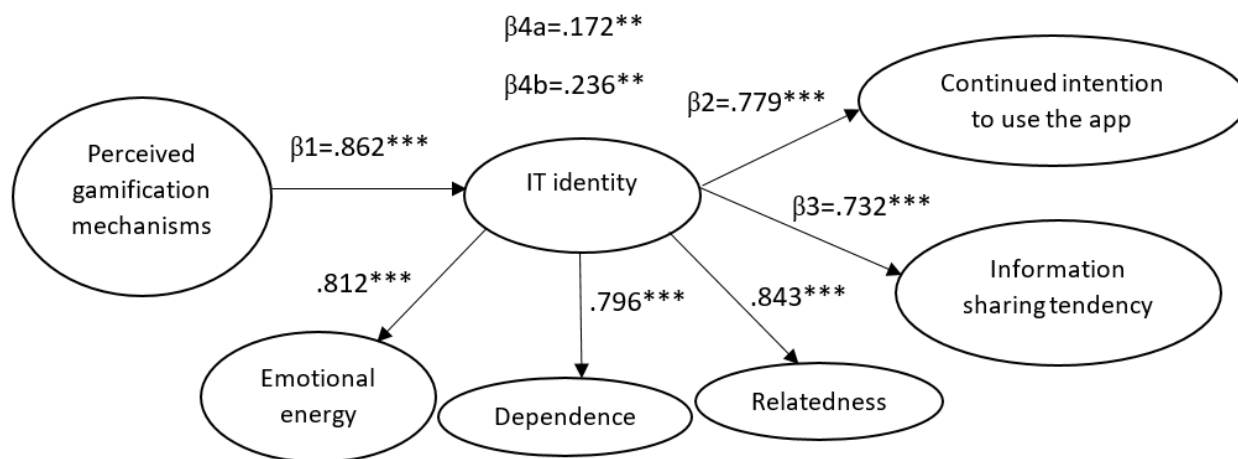 β4a=.172**
β4b=.236**
β2=.779***
Continued intention
to use the app
Perceived
gamification
mechanisms
β1=.862***
IT identity
β3=.732***
Information
sharing tendency
.812***
.796***
.843***
Emotional
energy
Dependence
Relatedness